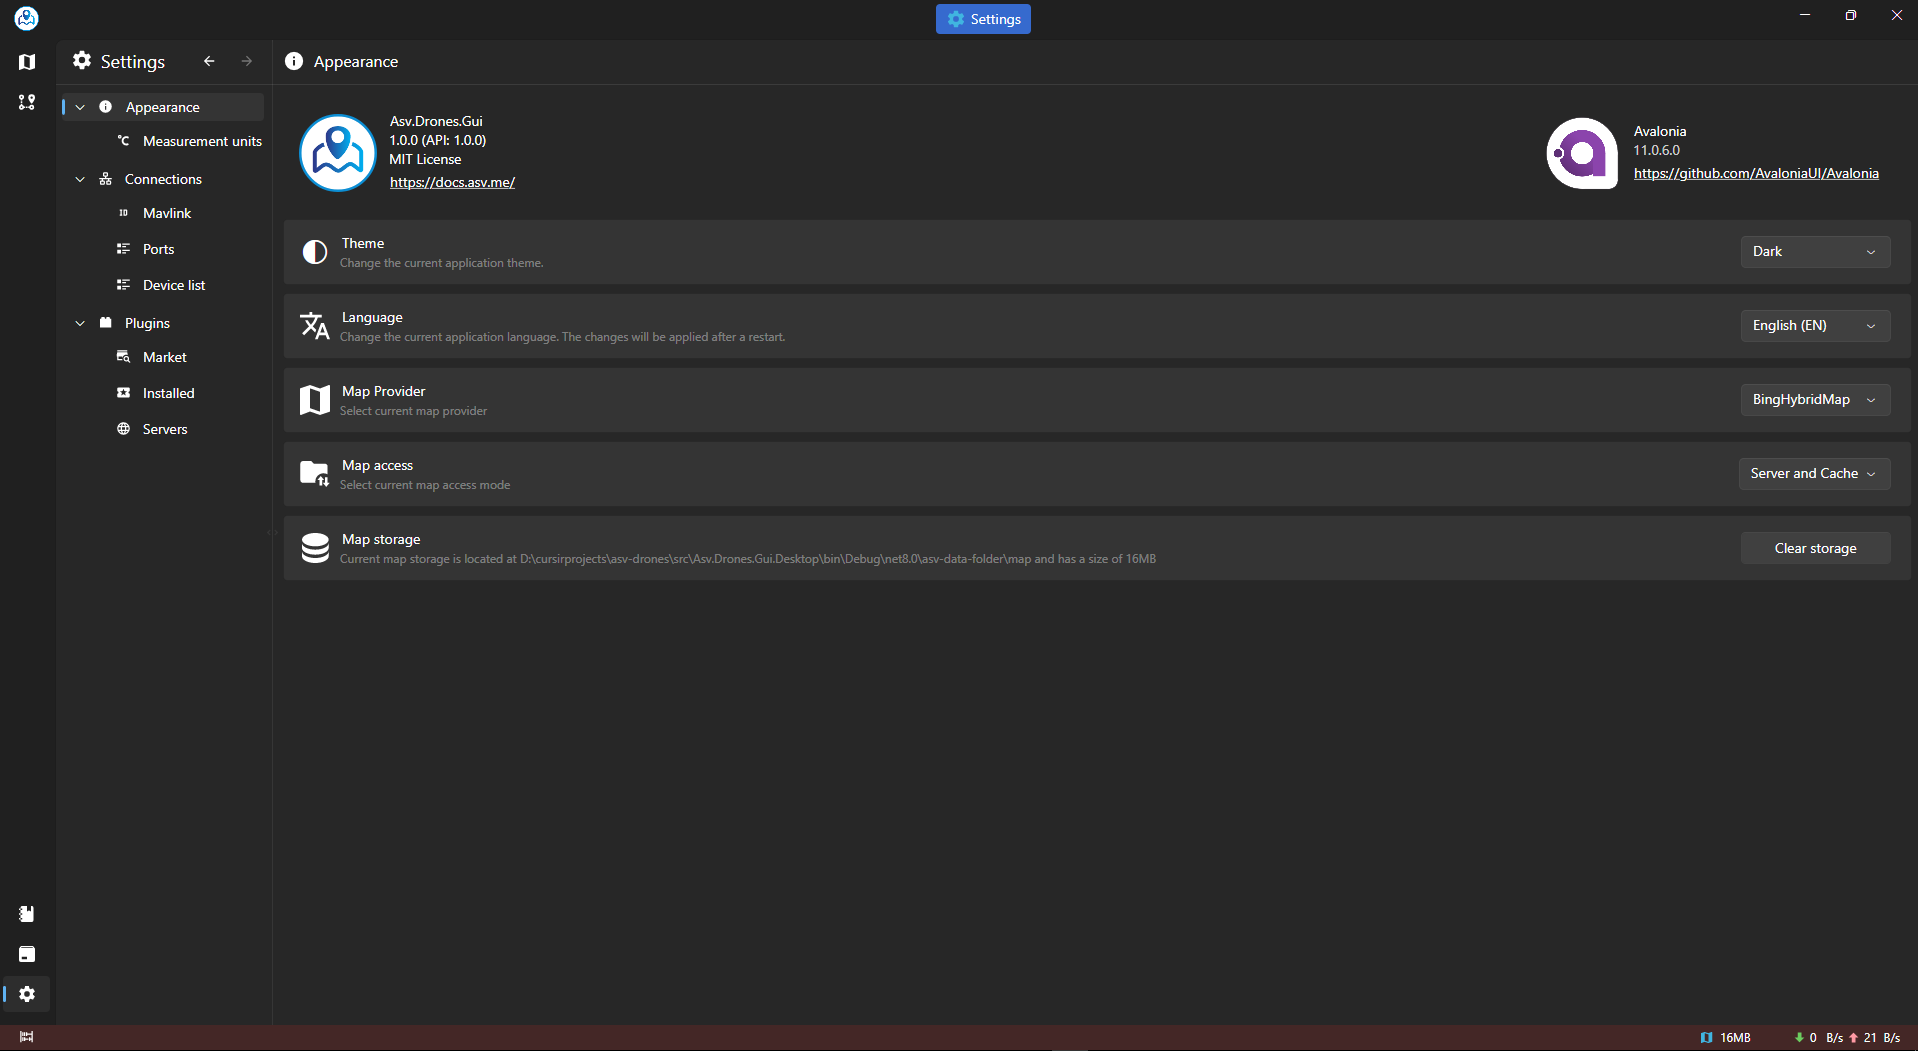 Settings
Settings
Appearance
Appearance
Measurement units
Connections
Mavlink
Ports
Device list
Plugins
Market
Installed
Servers
Asv.Drones.Gui
1.0.0 (API: 1.0.0)
MIT License
https://docs.asv.me/
Avalonia
11.0.6.0
https://github.com/AvaloniaUI/Avalonia
Theme
Change the current application theme.
Dark
Language
Change the current application language. The changes will be applied after a restart.
English (EN)
Map Provider
Select current map provider
BingHybridMap
Map access
Select current map access mode
Server and Cache
Map storage
Current map storage is located at D:\cursirprojects\asv-drones\src\Asv.Drones.Gui.Desktop\bin\Debug\net8.0\asv-data-folder\map and has a size of 16MB
Clear storage
16MB
0 B/s 21 B/s